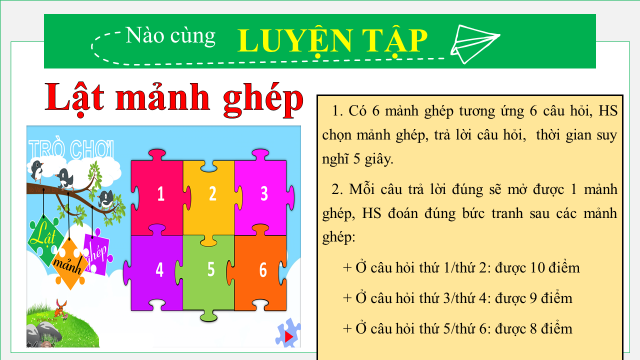 Nào cùng
LUYỆN TẬP
Lật mảnh ghép
TRÒ CHƠI
Lật
mảnh
ghép
1
2
3
4
5
6
1. Có 6 mảnh ghép tương ứng 6 câu hỏi, HS
chọn mảnh ghép, trả lời câu hỏi, thời gian suy
nghĩ 5 giây.
2. Mỗi câu trả lời đúng sẽ mở được 1 mảnh
ghép, HS đoán đúng bức tranh sau các mảnh
ghép:
+ Ở câu hỏi thứ 1/thứ 2: được 10 điểm
+ Ở câu hỏi thứ 3/thứ 4: được 9 điểm
+ Ở câu hỏi thứ 5/thứ 6: được 8 điểm